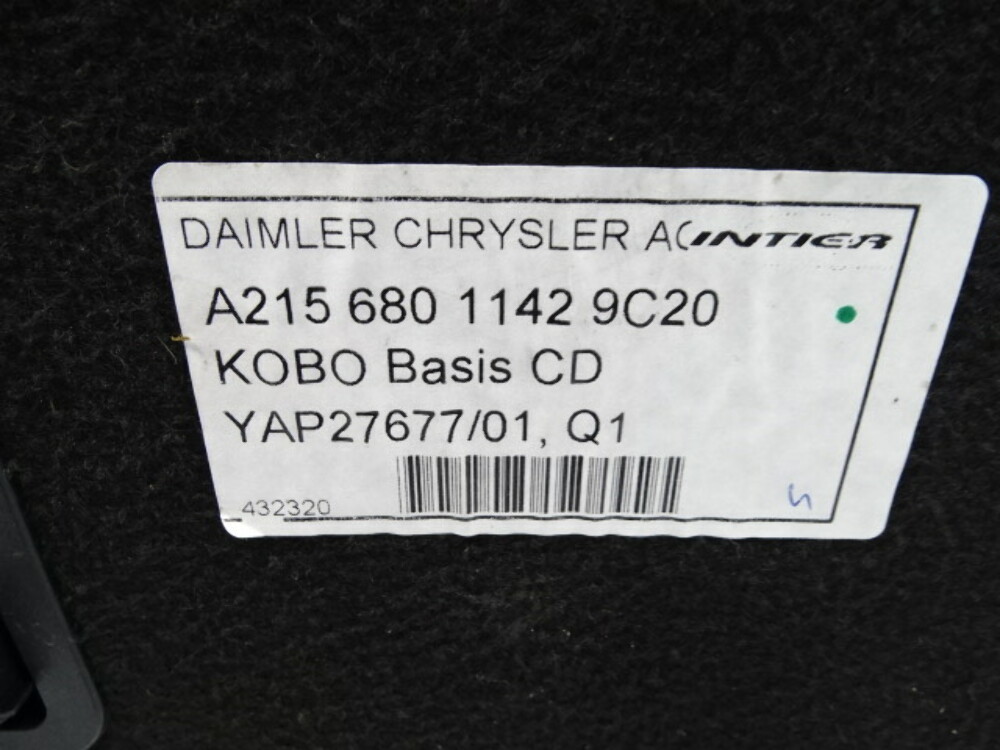 DAIMLER CHRYSLER AG INTIER
A215 680 1142 9C20
KOBO Basis CD
YAP27677/01, Q1
432320